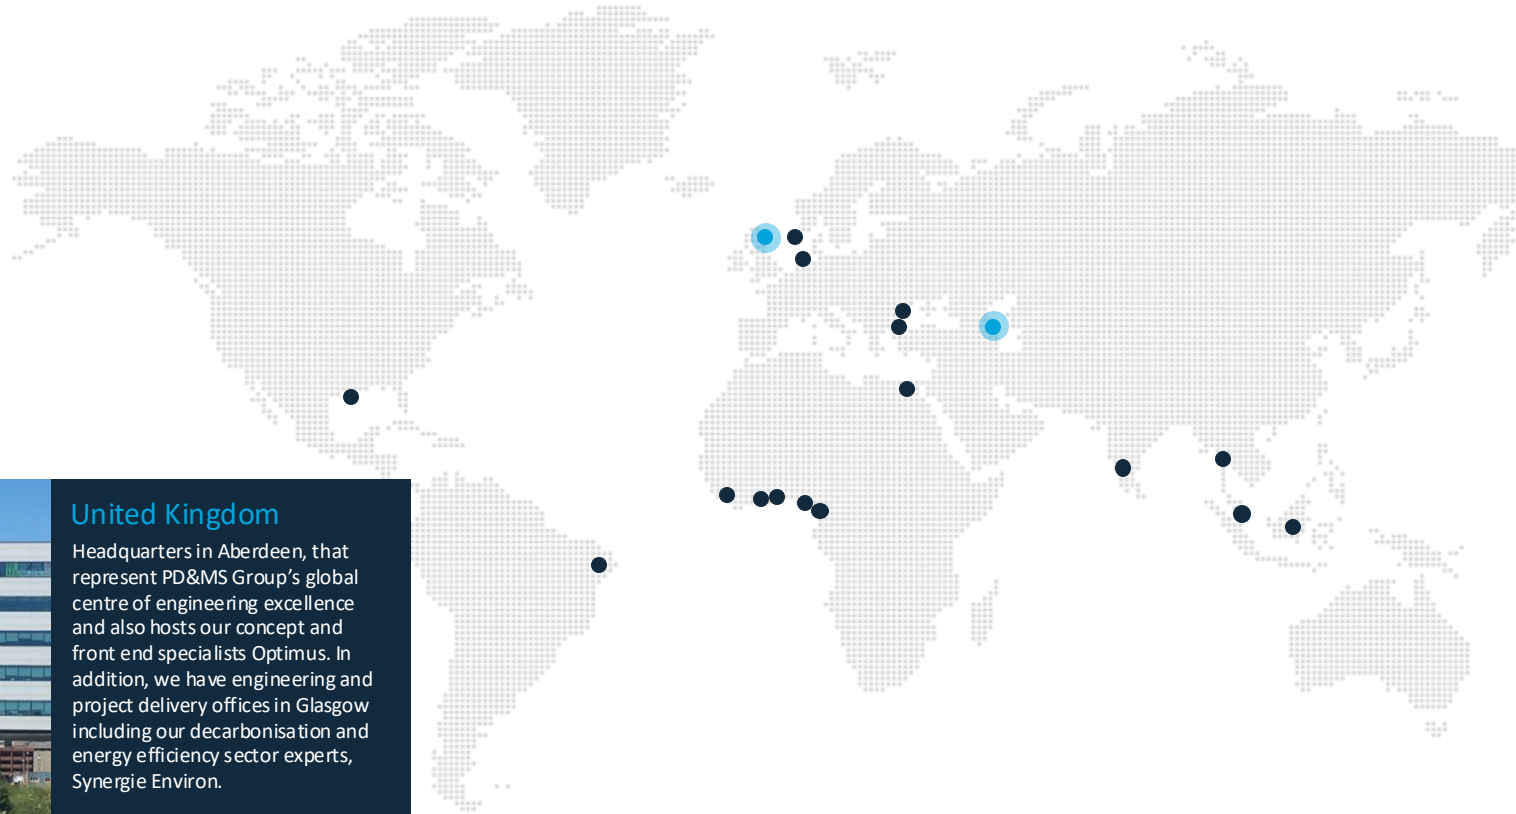 United Kingdom
Headquarters in Aberdeen, that
represent PD&MS Group’s global
centre of engineering excellence
and also hosts our concept and
front end specialists Optimus. In
addition, we have engineering and
project delivery offices in Glasgow
including our decarbonisation and
energy efficiency sector experts,
Synergie Environ.